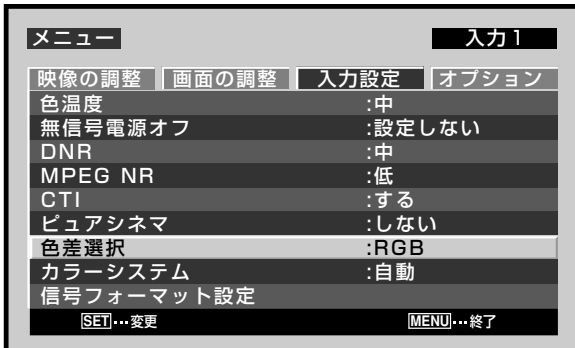 メニュー 入力1
映像の調整 画面の調整 入力設定 オプション
色温度 :中
無信号電源オフ :設定しない
DNR :中
MPEG NR :低
CTI :する
ピュアシネマ :しない
色差選択 :RGB
カラーシステム :自動
信号フォーマット設定
SET…変更 MENU…終了